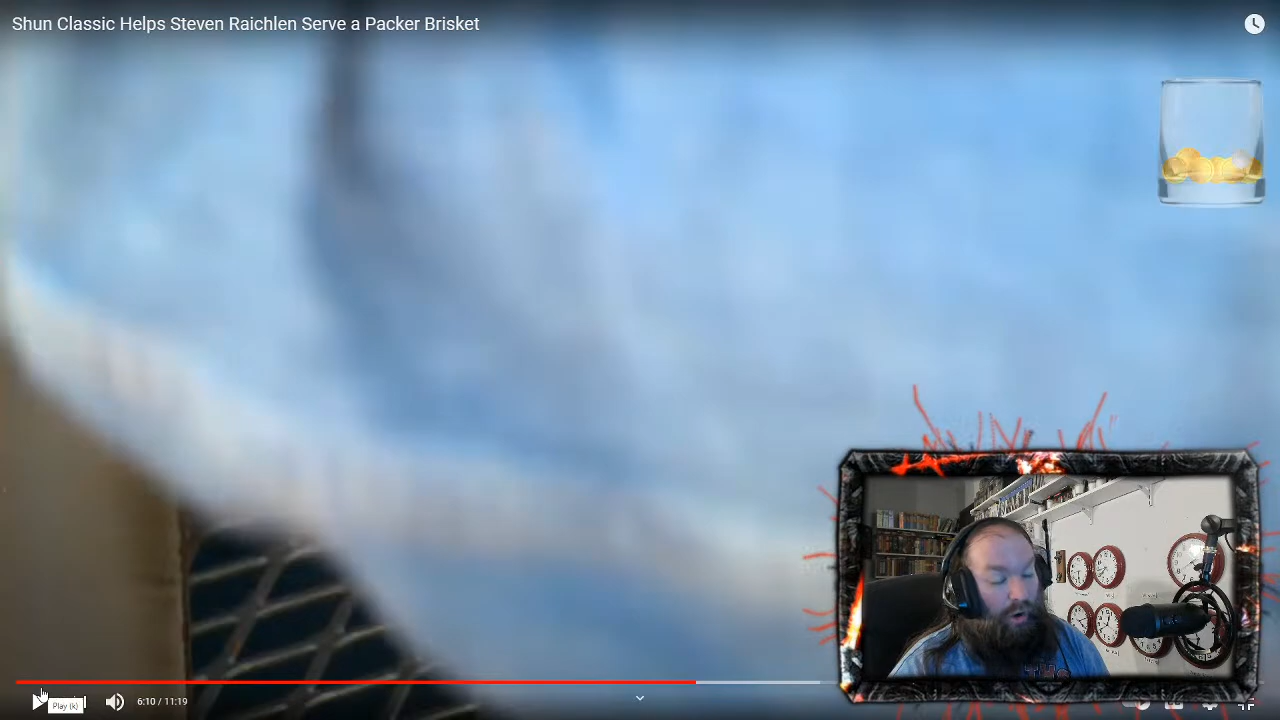 Shun Classic Helps Steven Raichlen Serve a Packer Brisket
Play (k)
6:10 / 11:19